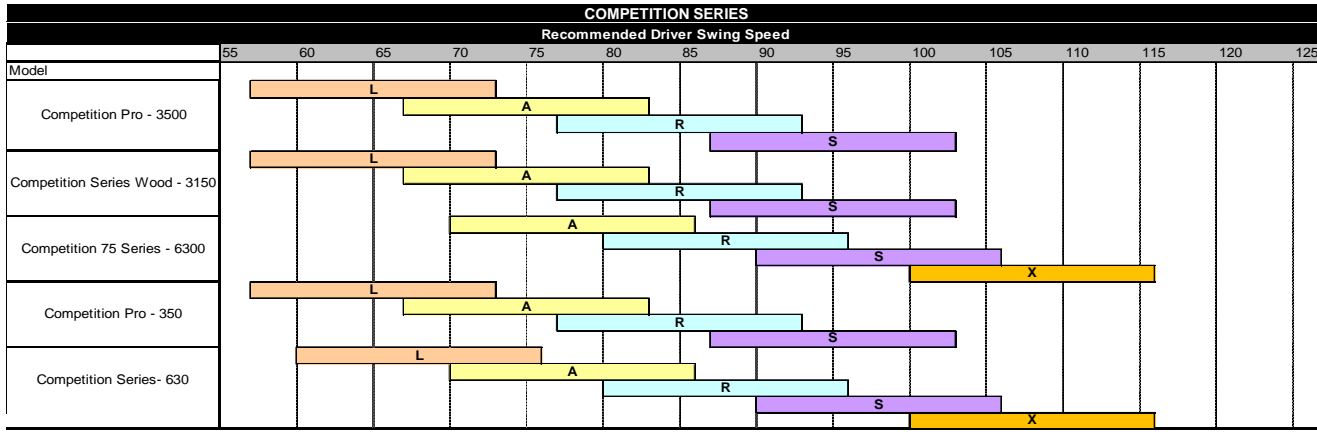 COMPETITION SERIES
Recommended Driver Swing Speed
55 60 65 70 75 80 85 90 95 100 105 110 115 120 125
Model
L
A
Competition Pro - 3500
R
S
L
A
Competition Series Wood - 3150
R
S
A
R
Competition 75 Series - 6300
S
X
L
A
Competition Pro - 350
R
S
L
A
Competition Series- 630
R
S
X